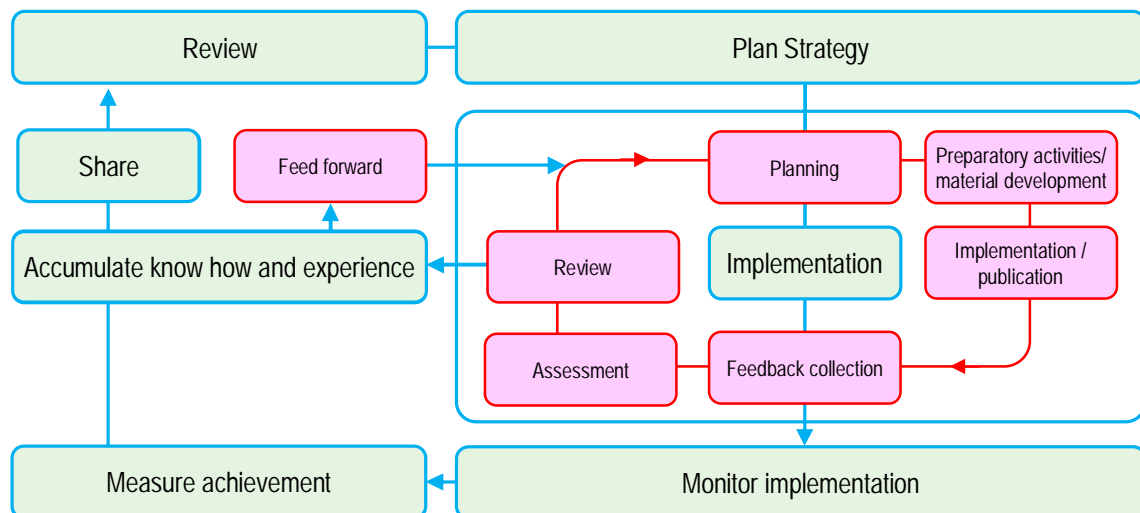 Review
Plan Strategy
Share
Feed forward
Planning
Preparatory activities/
material development
Accumulate know how and experience
Review
Implementation
Implementation /
publication
Assessment
Feedback collection
Measure achievement
Monitor implementation